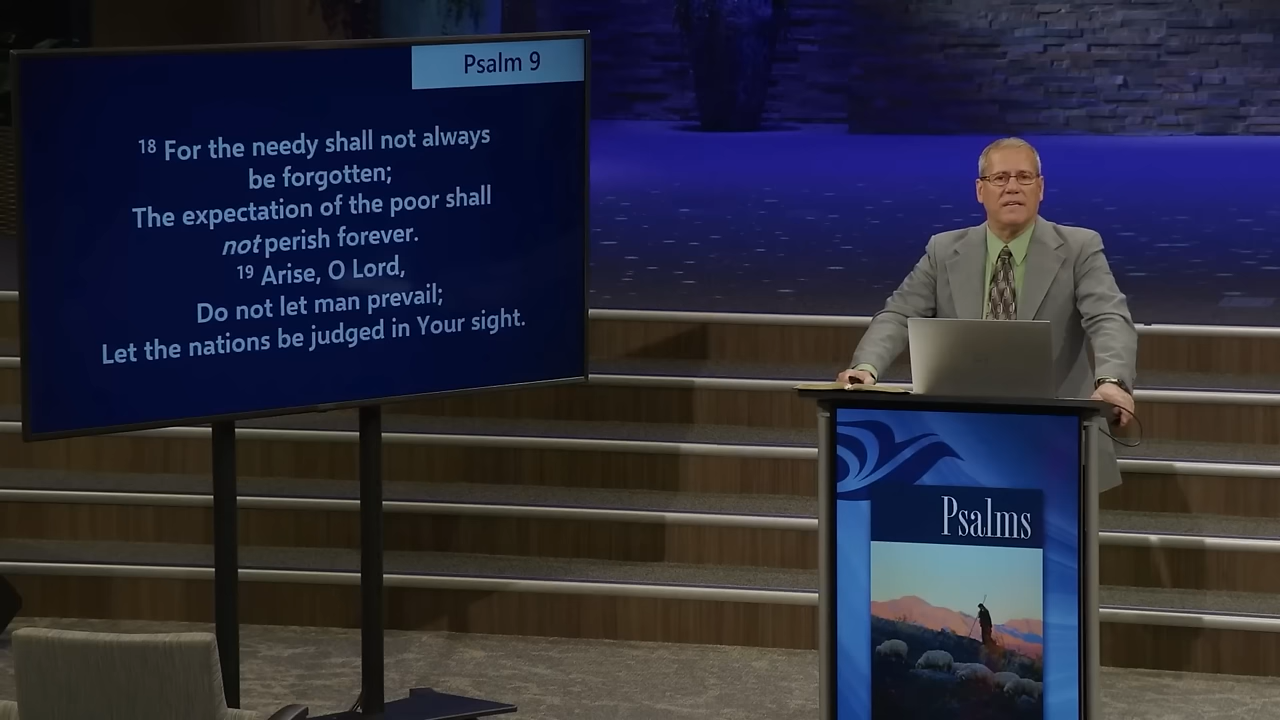 Psalm 9
18 For the needy shall not always
be forgotten;
The expectation of the poor shall
not perish forever.
19 Arise, O Lord,
Do not let man prevail;
Let the nations be judged in Your sight.
Psalms